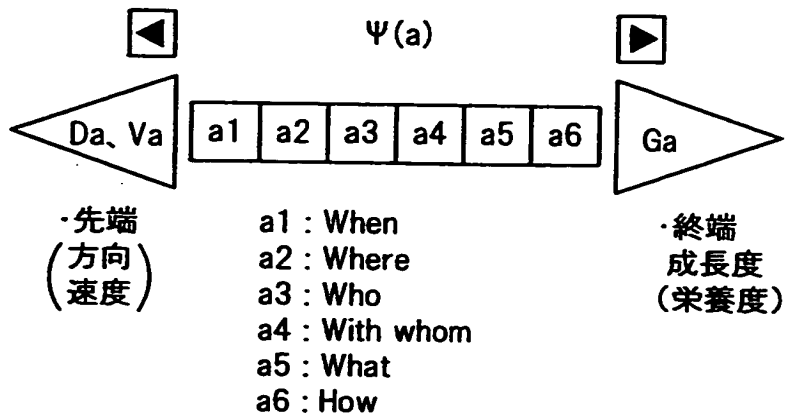 Ψ(a)
Da、Va a1 a2 a3 a4 a5 a6 Ga
・先端
(方向
速度)
a1 : When
a2 : Where
a3 : Who
a4 : With whom
a5 : What
a6 : How
・終端
成長度
(栄養度)